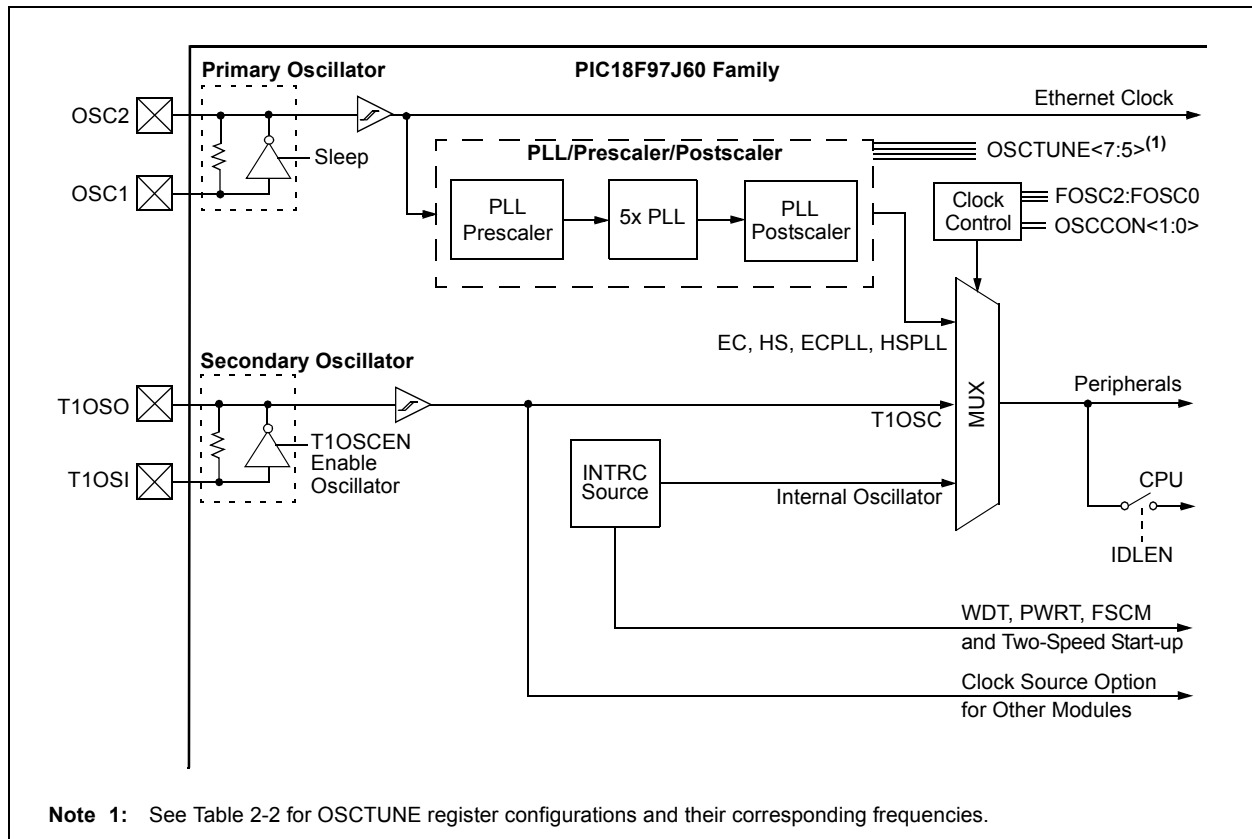 Primary Oscillator
PIC18F97J60 Family
OSC2
Ethernet Clock
Sleep
PLL/Prescaler/Postscaler
OSCTUNE<7:5>(1)
OSC1
PLL
Prescaler
5x PLL
PLL
Postscaler
Clock
Control
FOSC2:FOSC0
OSCCON<1:0>
EC, HS, ECPLL, HSPLL
Secondary Oscillator
T1OSO
T1OSC
MUX
Peripherals
T1OSCEN
Enable
Oscillator
T1OSI
INTRC
Source
Internal Oscillator
CPU
IDLEN
WDT, PWRT, FSCM
and Two-Speed Start-up
Clock Source Option
for Other Modules
Note 1: See Table 2-2 for OSCTUNE register configurations and their corresponding frequencies.